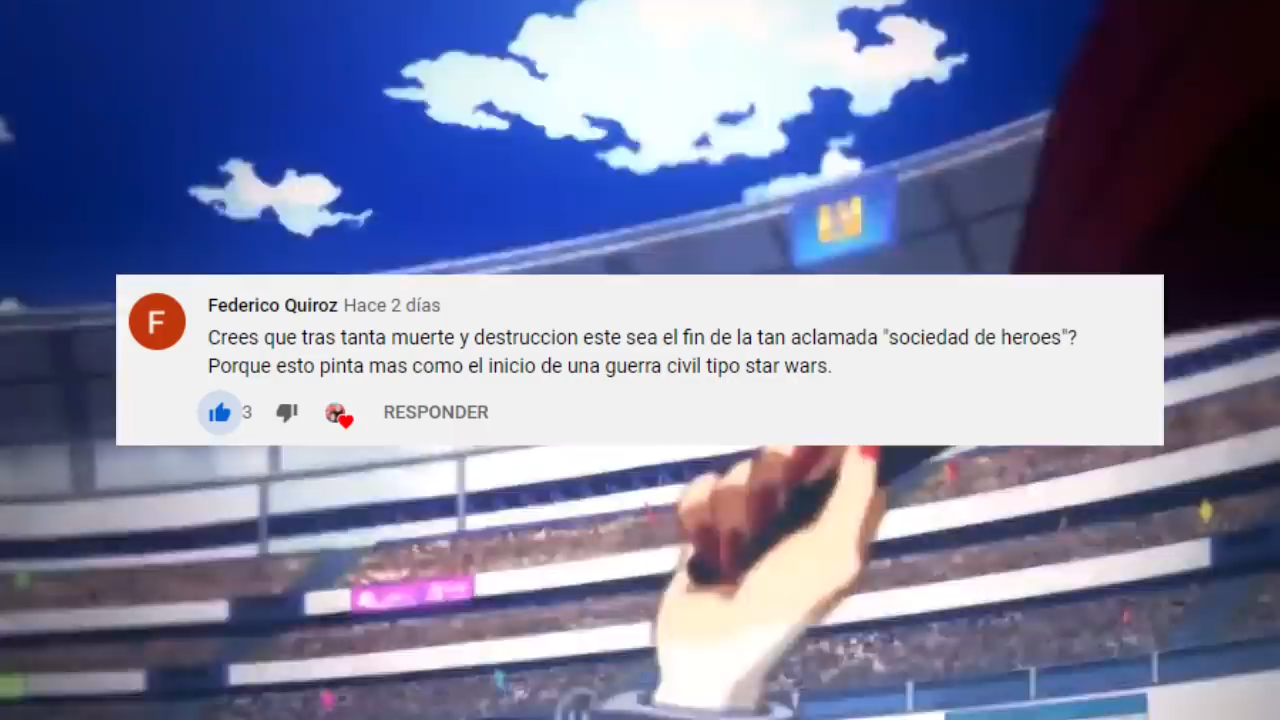 F
Federico Quiroz Hace 2 días
Crees que tras tanta muerte y destruccion este sea el fin de la tan aclamada "sociedad de heroes"?
Porque esto pinta mas como el inicio de una guerra civil tipo star wars.
3 RESPONDER